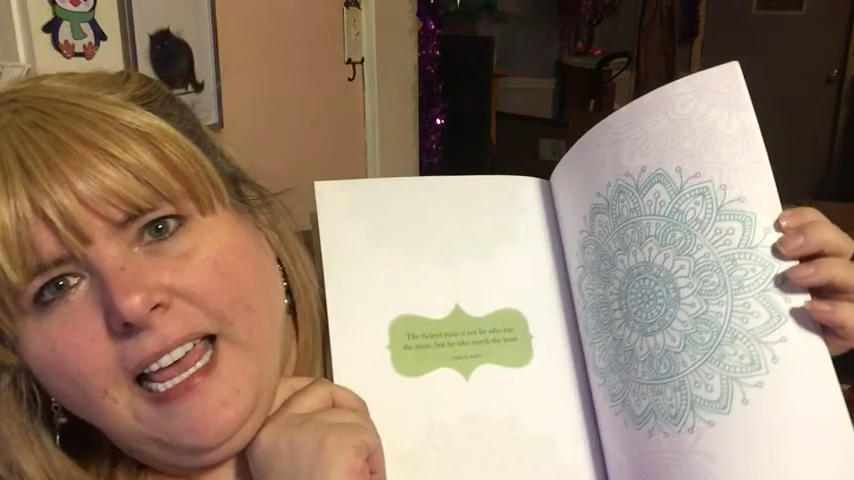 The richest man is not he who has
the most, but he who needs the least.